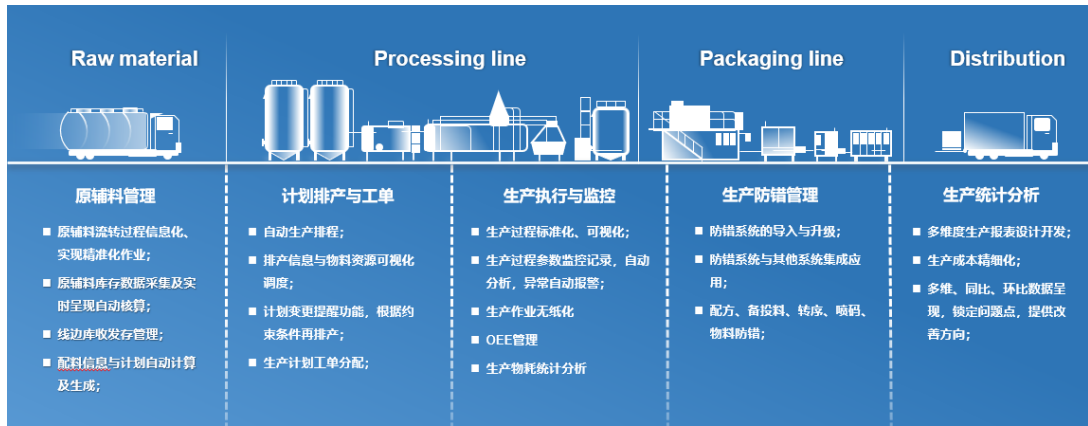 Raw material
Processing line
Packaging line
Distribution
原辅料管理
原辅料流转过程信息化、
实现精准化作业；
原辅料库存数据采集及实
时呈现自动核算；
线边库收发存管理；
配料信息与计划自动计算
及生成；
计划排产与工单
自动生产排程；
排产信息与物料资源可视化
调度；
计划变更提醒功能，根据约
束条件再排产；
生产计划工单分配；
生产执行与监控
生产过程标准化、可视化；
生产过程参数监控记录，自动
分析，异常自动报警；
生产作业无纸化
OEE管理
生产物耗统计分析
生产防错管理
防错系统的导入与升级；
防错系统与其他系统集成应
用；
配方、备投料、转序、喷码、
物料防错；
生产统计分析
多维度生产报表设计开发；
生产成本精细化；
多维、同比、环比数据呈
现，锁定问题点，提供改
善方向；